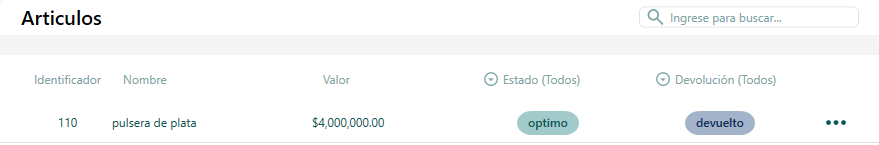 Articulos
Ingrese para buscar...
Identificador Nombre Valor Estado (Todos) Devolución (Todos)
110 pulsera de plata $4,000,000.00 optimo devuelto